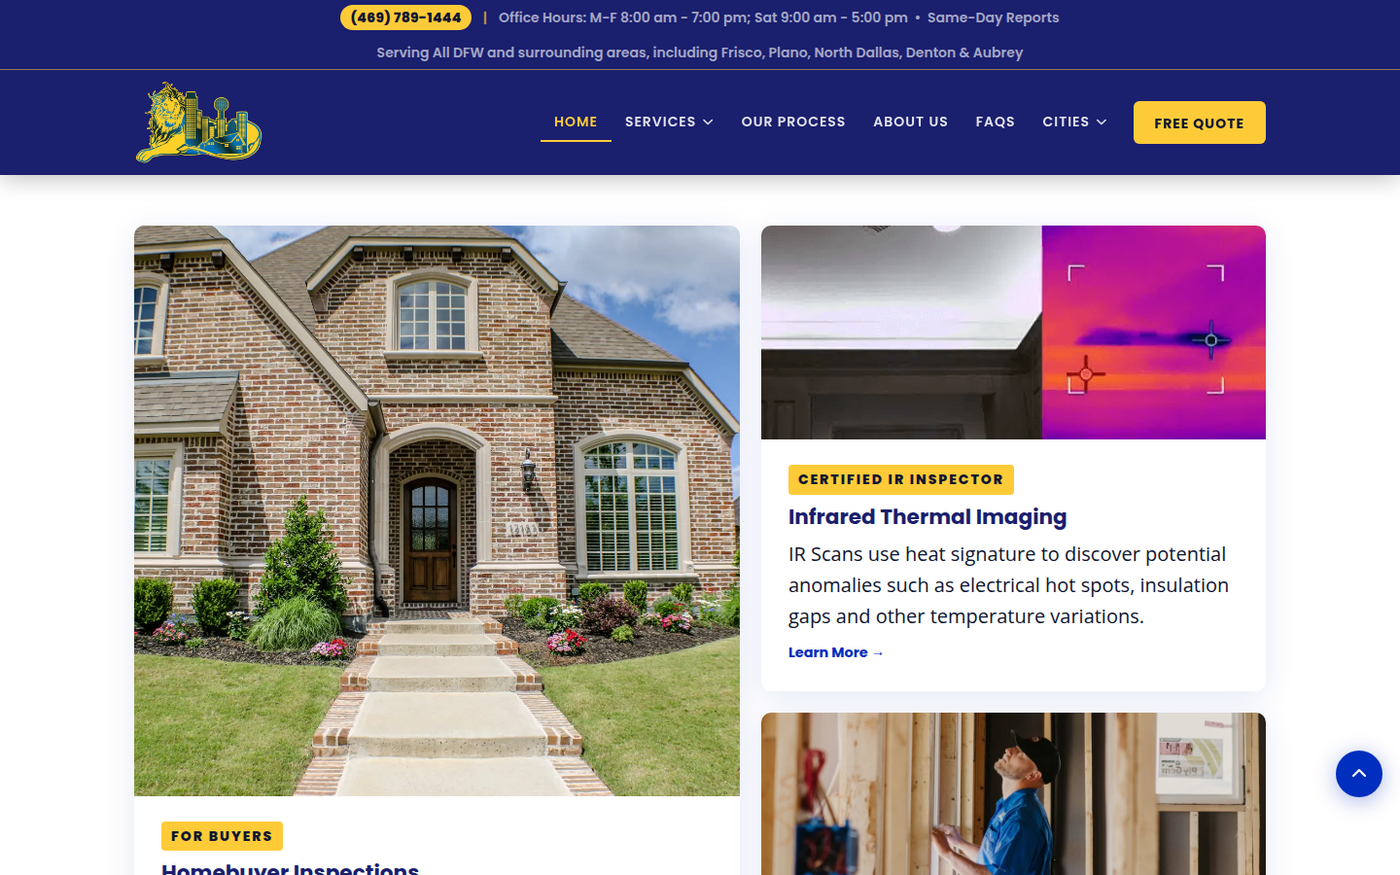 (469) 789-1444 | Office Hours: M-F 8:00 am - 7:00 pm; Sat 9:00 am - 5:00 pm • Same-Day Reports
Serving All DFW and surrounding areas, including Frisco, Plano, North Dallas, Denton & Aubrey
HOME SERVICES OUR PROCESS ABOUT US FAQS CITIES FREE QUOTE
CERTIFIED IR INSPECTOR
Infrared Thermal Imaging
IR Scans use heat signature to discover potential
anomalies such as electrical hot spots, insulation
gaps and other temperature variations.
Learn More →
FOR BUYERS
Homebuyer Inspections